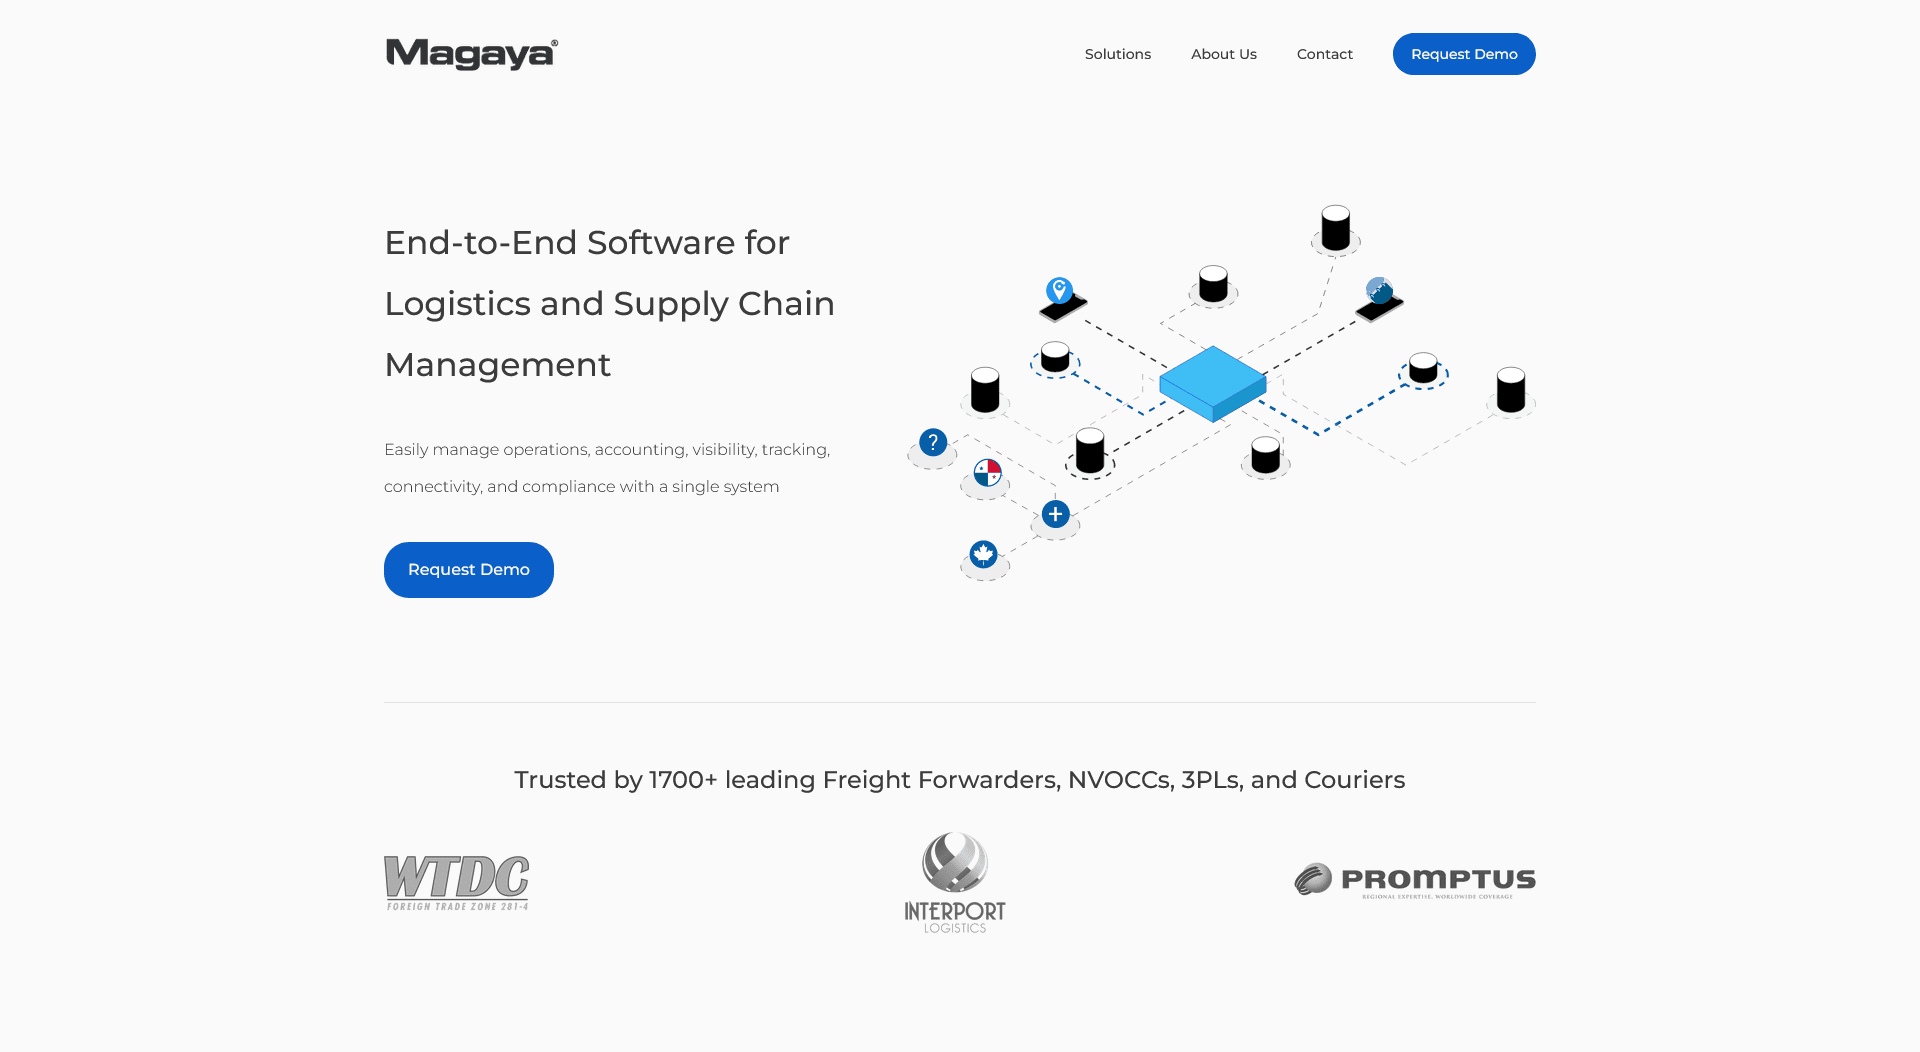 Magaya®
Solutions
About Us
Contact
Request Demo
End-to-End Software for
Logistics and Supply Chain
Management
Easily manage operations, accounting, visibility, tracking,
connectivity, and compliance with a single system
Request Demo
?
+
Trusted by 1700+ leading Freight Forwarders, NVOCCs, 3PLs, and Couriers
WTDC
FOREIGN TRADE ZONE 281-4
INTERPORT
LOGISTICS
PROMPTUS
REGIONAL EXPERTISE, WORLDWIDE COVERAGE